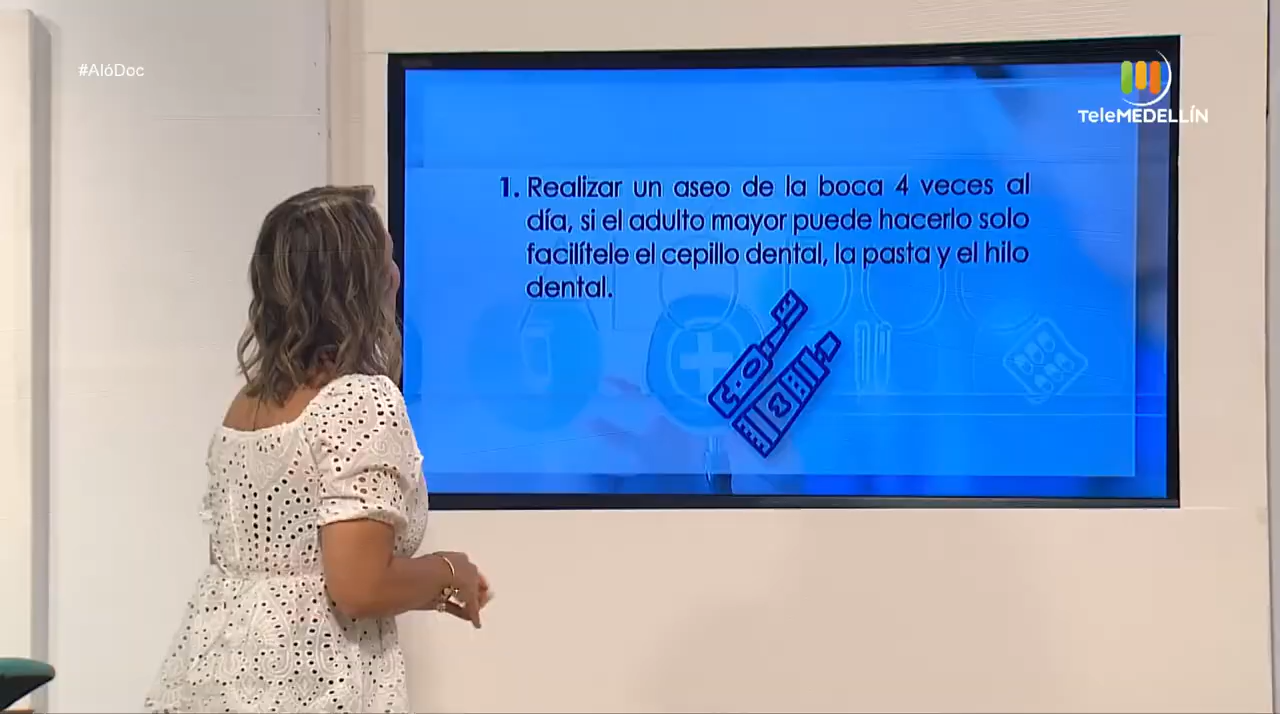 #AlóDoc
TeleMEDELLÍN
1. Realizar un aseo de la boca 4 veces al
día, si el adulto mayor puede hacerlo solo
facilítele el cepillo dental, la pasta y el hilo
dental.